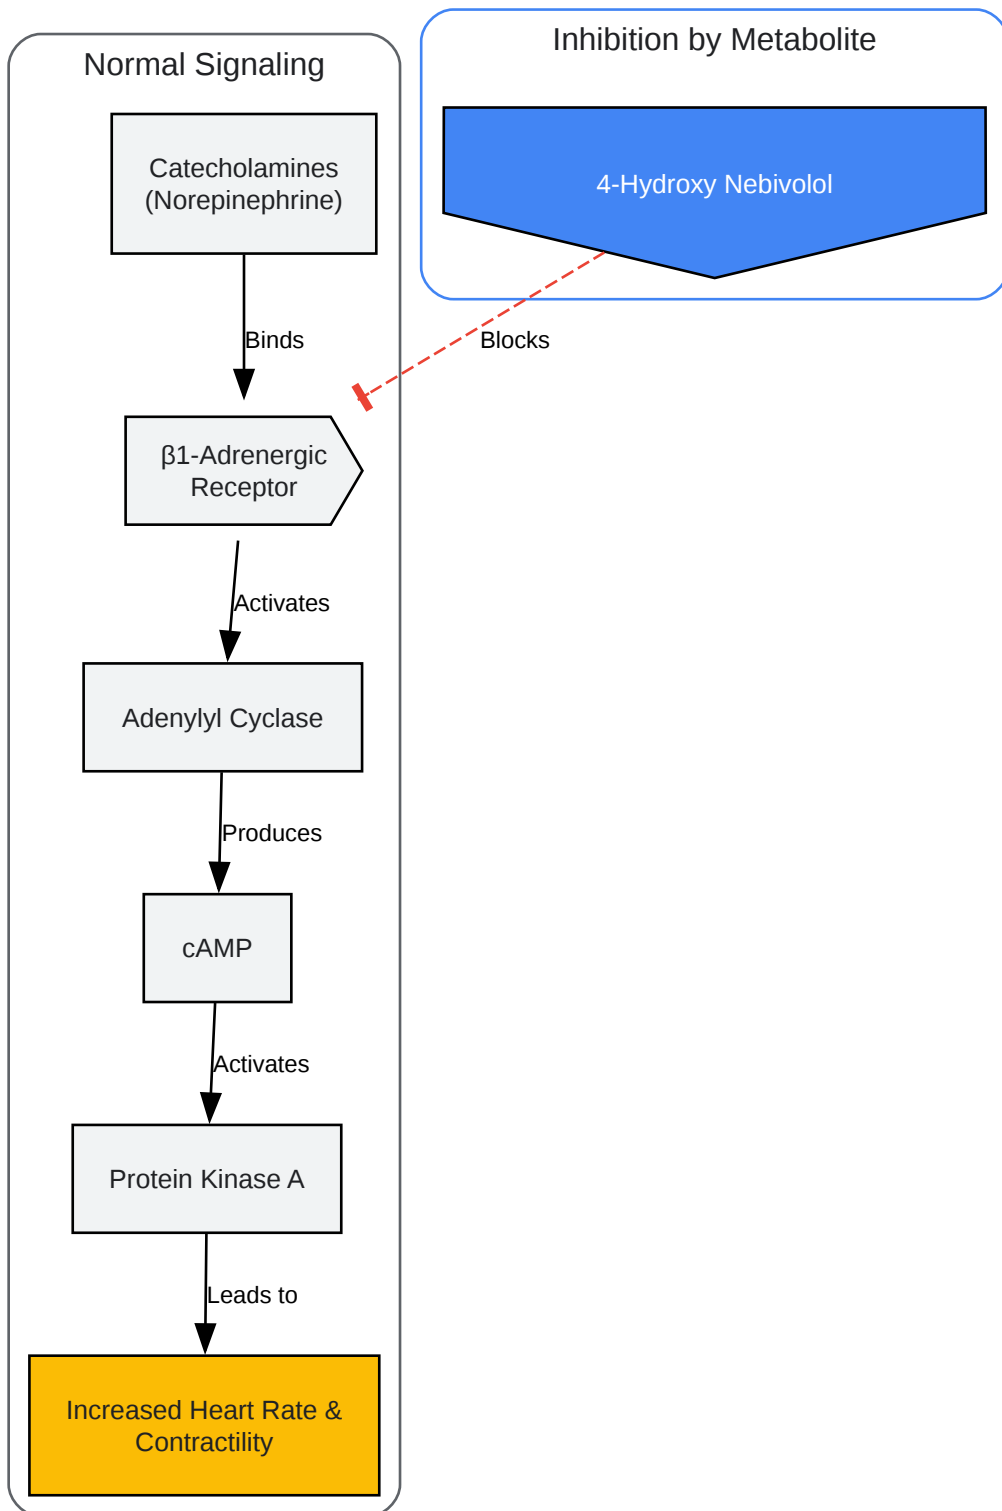 Normal Signaling
Catecholamines
(Norepinephrine)
Binds
β1-Adrenergic
Receptor
Activates
Adenylyl Cyclase
Produces
cAMP
Activates
Protein Kinase A
Leads to
Increased Heart Rate &
Contractility
Inhibition by Metabolite
4-Hydroxy Nebivolol
Blocks